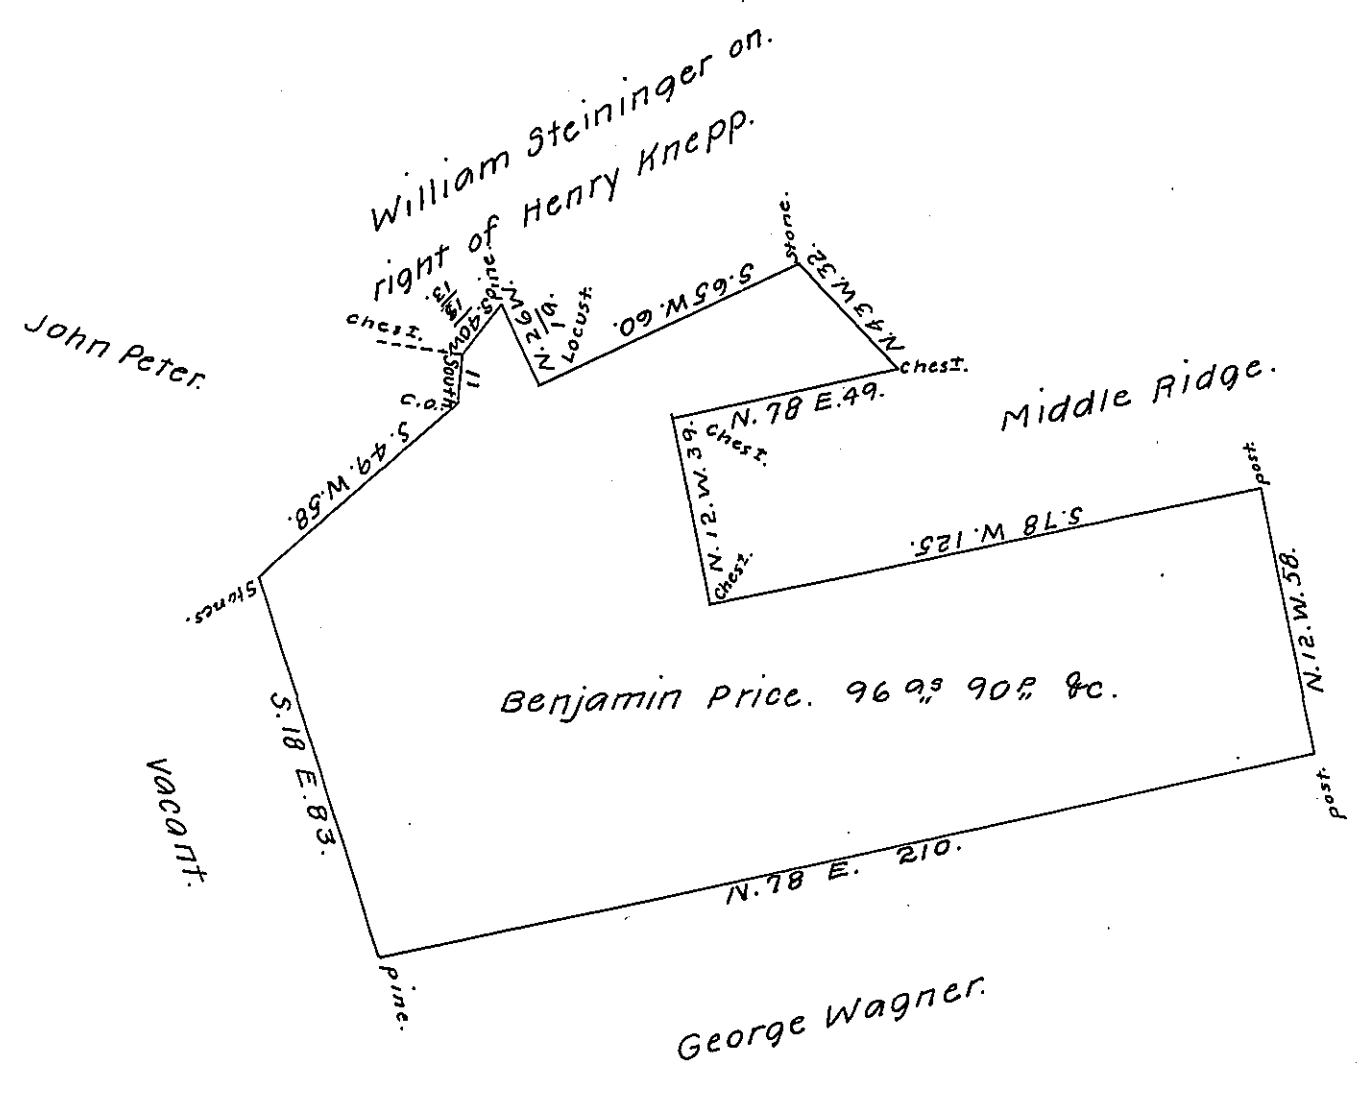 William Steininger on.
right of Henry Knepp.
John Peter.
chesT.
S.40W
South
11
C.O.
N.26W.
Locust.
S.65W.60.
stone.
N.43W.32.
chesT.
N.78 E.49.
chesT.
N.12.W.39.
chesT.
Middle Ridge.
S.49.W.58.
Stones.
S.78 W.125.
post.
N.12.W.58.
post.
Benjamin Price. 96 as 90 p &c.
S.18 E.83.
vacant.
N.78 E. 210.
pine.
George Wagner.